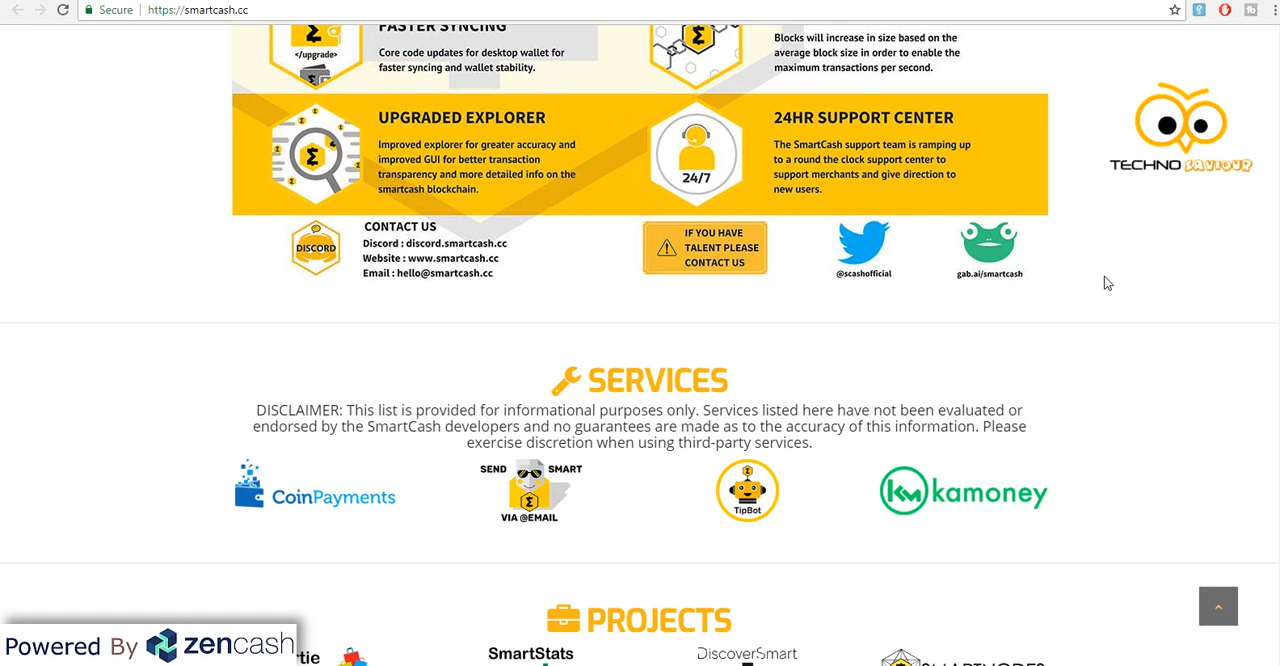 Secure
https://smartcash.cc
FASTER SYNCING
</upgrade>
Core code updates for desktop wallet for
faster syncing and wallet stability.
Blocks will increase in size based on the
average block size in order to enable the
maximum transactions per second.
TECHNO SAVIOUR
UPGRADED EXPLORER
Improved explorer for greater accuracy and
improved GUI for better transaction
transparency and more detailed info on the
smartcash blockchain.
24/7
24HR SUPPORT CENTER
The SmartCash support team is ramping up
to a round the clock support center to
support merchants and give direction to
new users.
DISCORD
CONTACT US
Discord : discord.smartcash.cc
Website : www.smartcash.cc
Email : hello@smartcash.cc
IF YOU HAVE
TALENT PLEASE
CONTACT US
@scashofficial
gab.ai/smartcash
SERVICES
DISCLAIMER: This list is provided for informational purposes only. Services listed here have not been evaluated or
endorsed by the SmartCash developers and no guarantees are made as to the accuracy of this information. Please
exercise discretion when using third-party services.
CoinPayments
SEND SMART
VIA @EMAIL
TipBot
kamoney
PROJECTS
Powered By zencash
rtie
SmartStats
DiscoverSmart
SMARTNODES